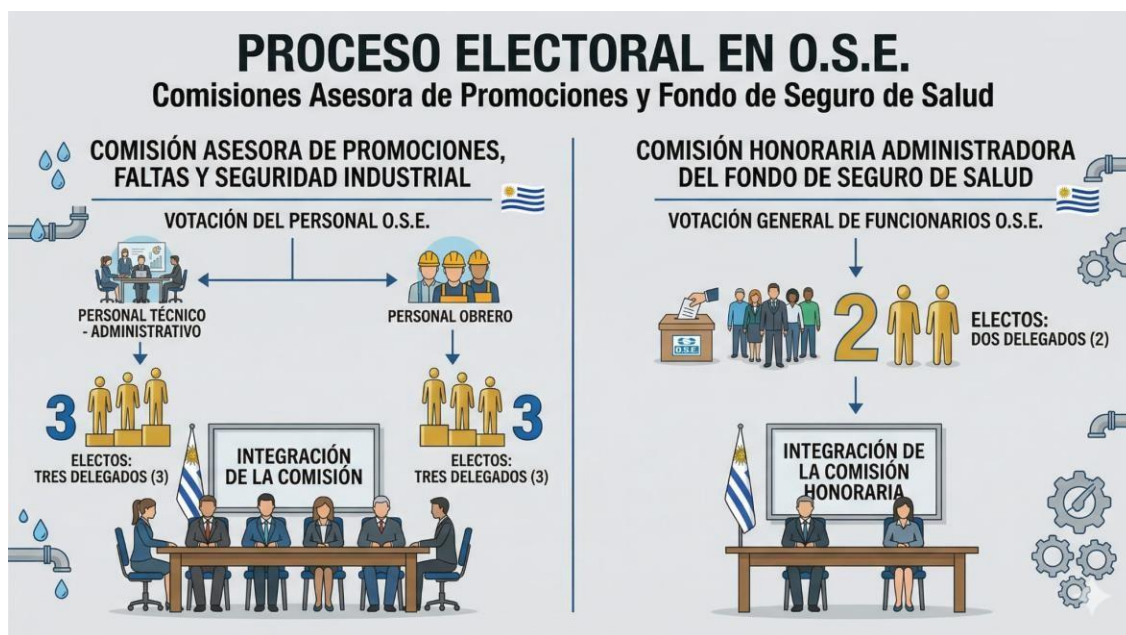 PROCESO ELECTORAL EN O.S.E.
Comisiones Asesora de Promociones y Fondo de Seguro de Salud
COMISIÓN ASESORA DE PROMOCIONES,
FALTAS Y SEGURIDAD INDUSTRIAL
VOTACIÓN DEL PERSONAL O.S.E.
PERSONAL TÉCNICO
- ADMINISTRATIVO
PERSONAL OBRERO
3
ELECTOS:
TRES DELEGADOS (3)
3
ELECTOS:
TRES DELEGADOS (3)
INTEGRACIÓN
DE LA COMISIÓN
COMISIÓN HONORARIA ADMINISTRADORA
DEL FONDO DE SEGURO DE SALUD
VOTACIÓN GENERAL DE FUNCIONARIOS O.S.E.
O.S.E
2
ELECTOS:
DOS DELEGADOS (2)
INTEGRACIÓN DE
LA COMISIÓN
HONORARIA